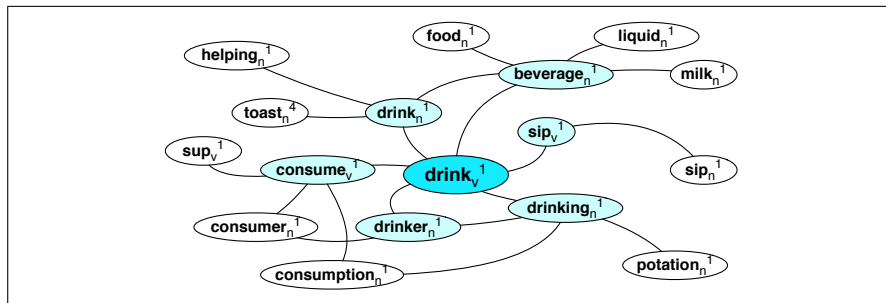 food_n^1
liquid_n^1
helping_n^1
beverage_n^1
milk_n^1
toast_n^4
drink_n^1
sip_v^1
sup_v^1
consume_v^1
drink_v^1
sip_n^1
drinking_n^1
consumer_n^1
drinker_n^1
consumption_n^1
potation_n^1